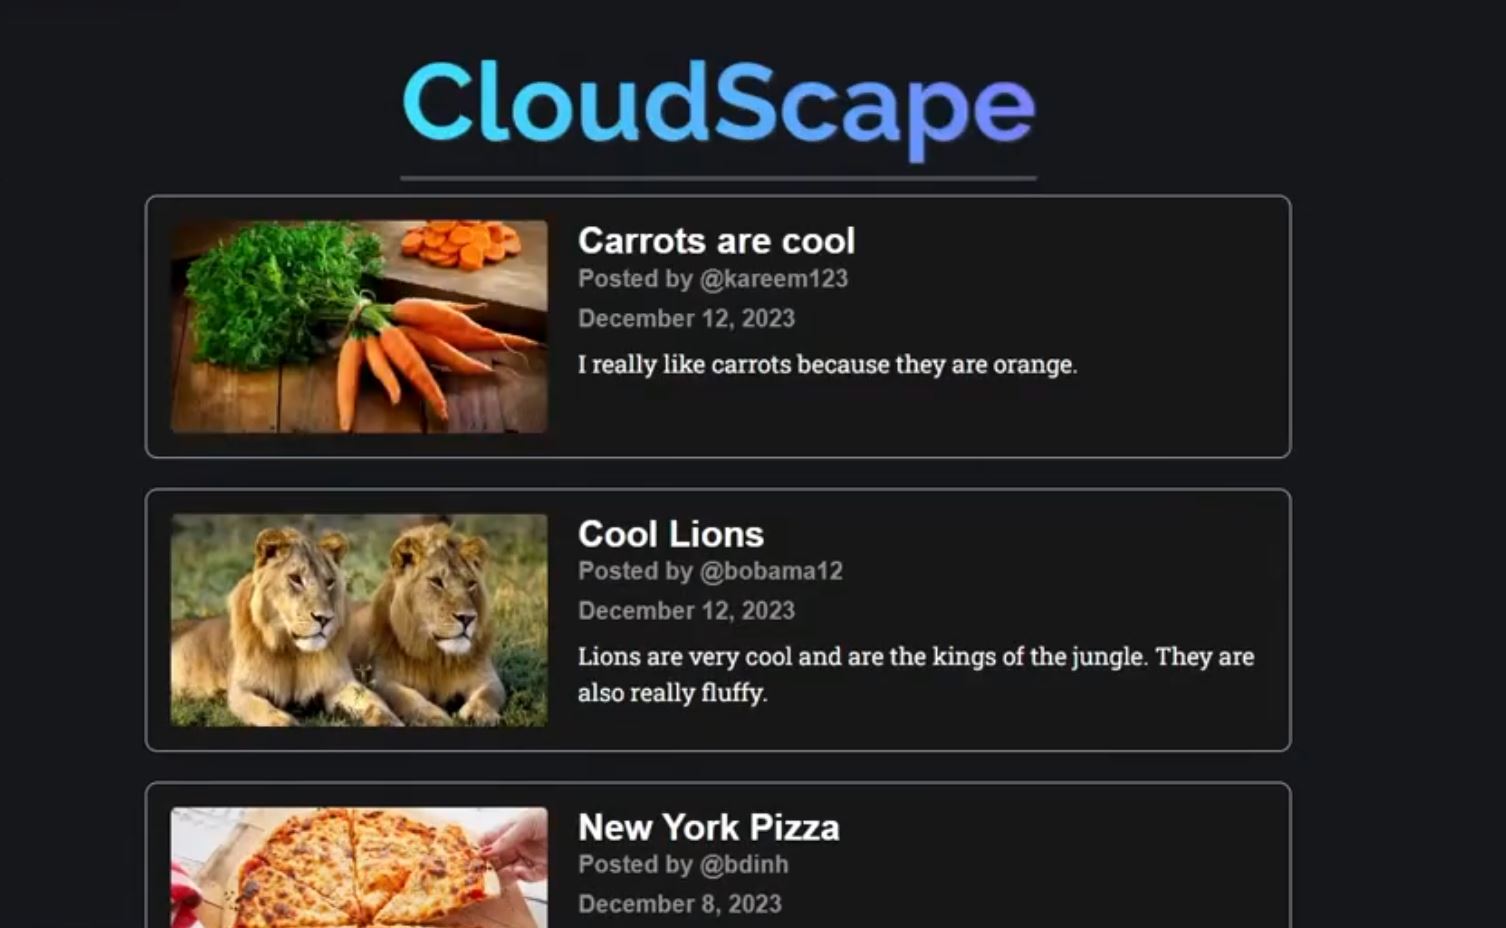 CloudScape
Carrots are cool
Posted by @kareem123
December 12, 2023
I really like carrots because they are orange.
Cool Lions
Posted by @bobama12
December 12, 2023
Lions are very cool and are the kings of the jungle. They are
also really fluffy.
New York Pizza
Posted by @bdinh
December 8, 2023